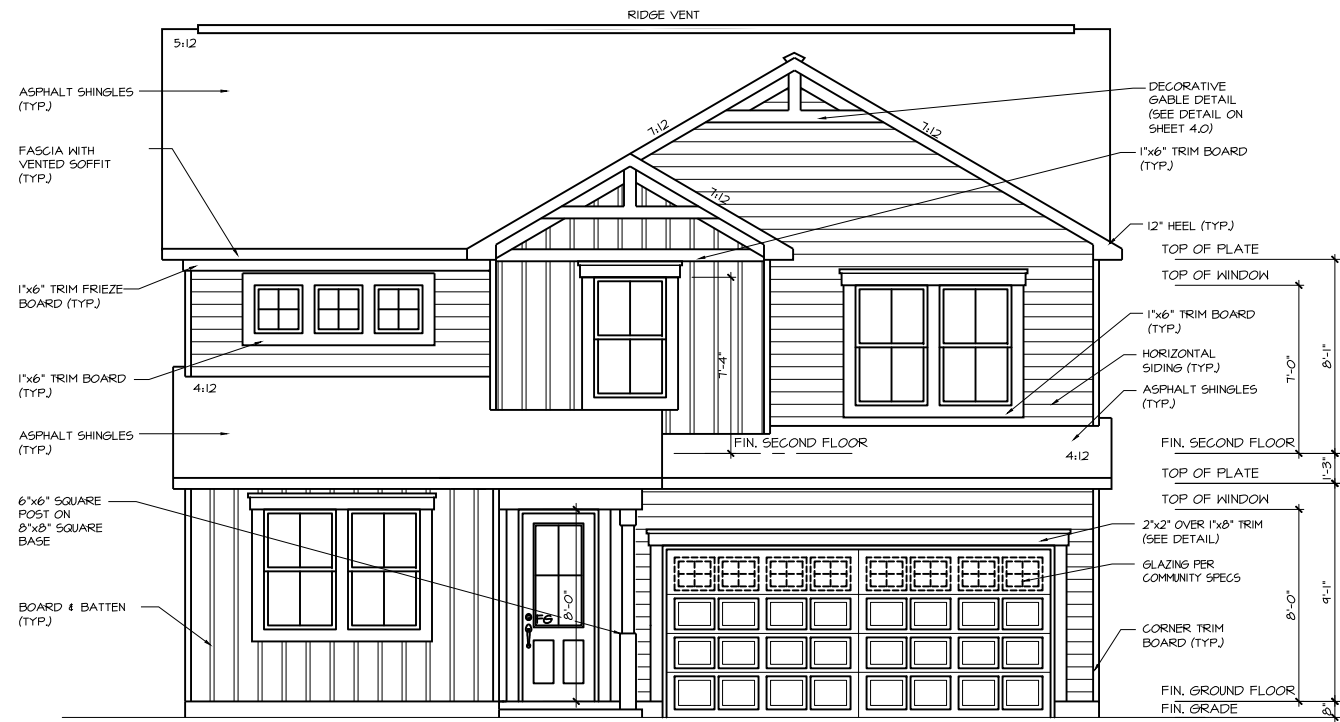 RIDGE VENT
5:12
ASPHALT SHINGLES
(TYP.)
FASCIA WITH
VENTED SOFFIT
(TYP.)
1"x6" TRIM FRIEZE
BOARD (TYP.)
1"x6" TRIM BOARD
(TYP.)
4:12
ASPHALT SHINGLES
(TYP.)
6"x6" SQUARE
POST ON
8"x8" SQUARE
BASE
BOARD & BATTEN
(TYP.)
7:12
7:12
7:12
7'-4"
FIN. SECOND FLOOR
4:12
FG
8'-0"
DECORATIVE
GABLE DETAIL
(SEE DETAIL ON
SHEET 4.0)
1"x6" TRIM BOARD
(TYP.)
12" HEEL (TYP.)
TOP OF PLATE
TOP OF WINDOW
1"x6" TRIM BOARD
(TYP.)
HORIZONTAL
SIDING (TYP.)
ASPHALT SHINGLES
(TYP.)
7'-0"
8'-1"
FIN. SECOND FLOOR
TOP OF PLATE
1'-3"
TOP OF WINDOW
2"x2" OVER 1"x8" TRIM
(SEE DETAIL)
GLAZING PER
COMMUNITY SPECS
8'-0"
9'-1"
CORNER TRIM
BOARD (TYP.)
FIN. GROUND FLOOR
FIN. GRADE
8"